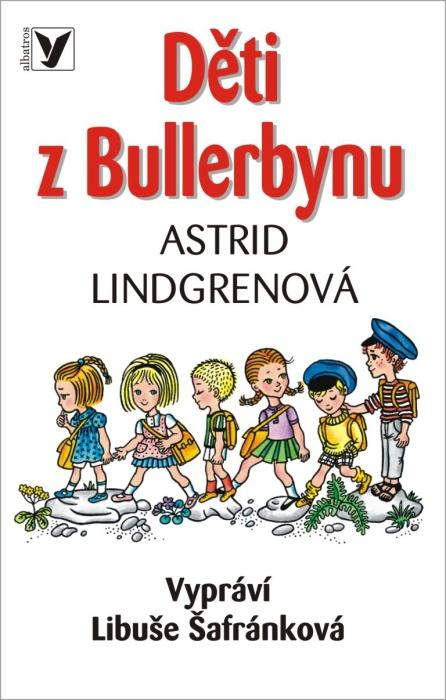 albatros
Děti
z Bullerbynu
ASTRID
LINDGRENOVÁ
Vypráví
Libuše Šafránková